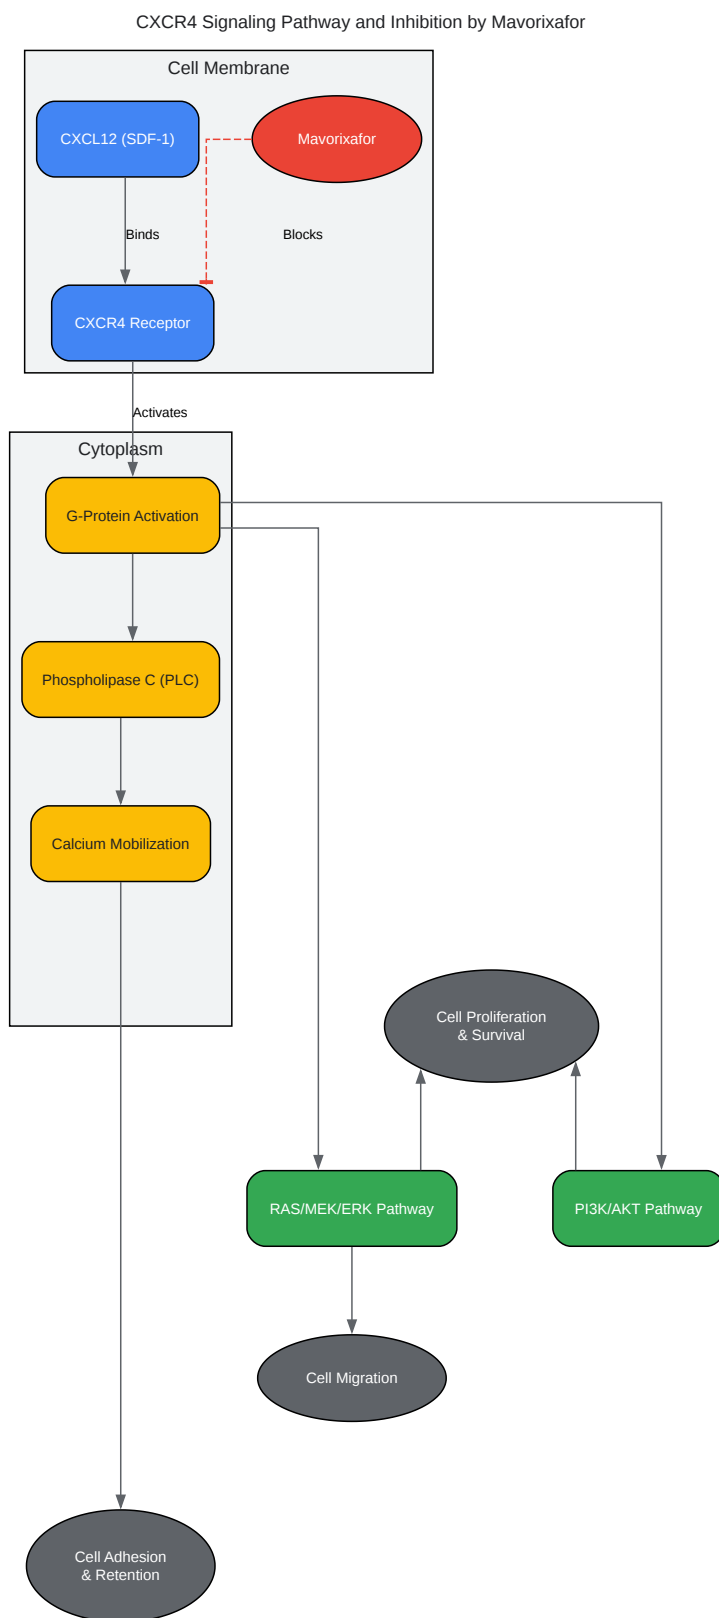 CXCR4 Signaling Pathway and Inhibition by Mavorixafor
Cell Membrane
CXCL12 (SDF-1)
Mavorixafor
Binds
Blocks
CXCR4 Receptor
Activates
Cytoplasm
G-Protein Activation
Phospholipase C (PLC)
Calcium Mobilization
Cell Proliferation
& Survival
RAS/MEK/ERK Pathway
PI3K/AKT Pathway
Cell Migration
Cell Adhesion
& Retention